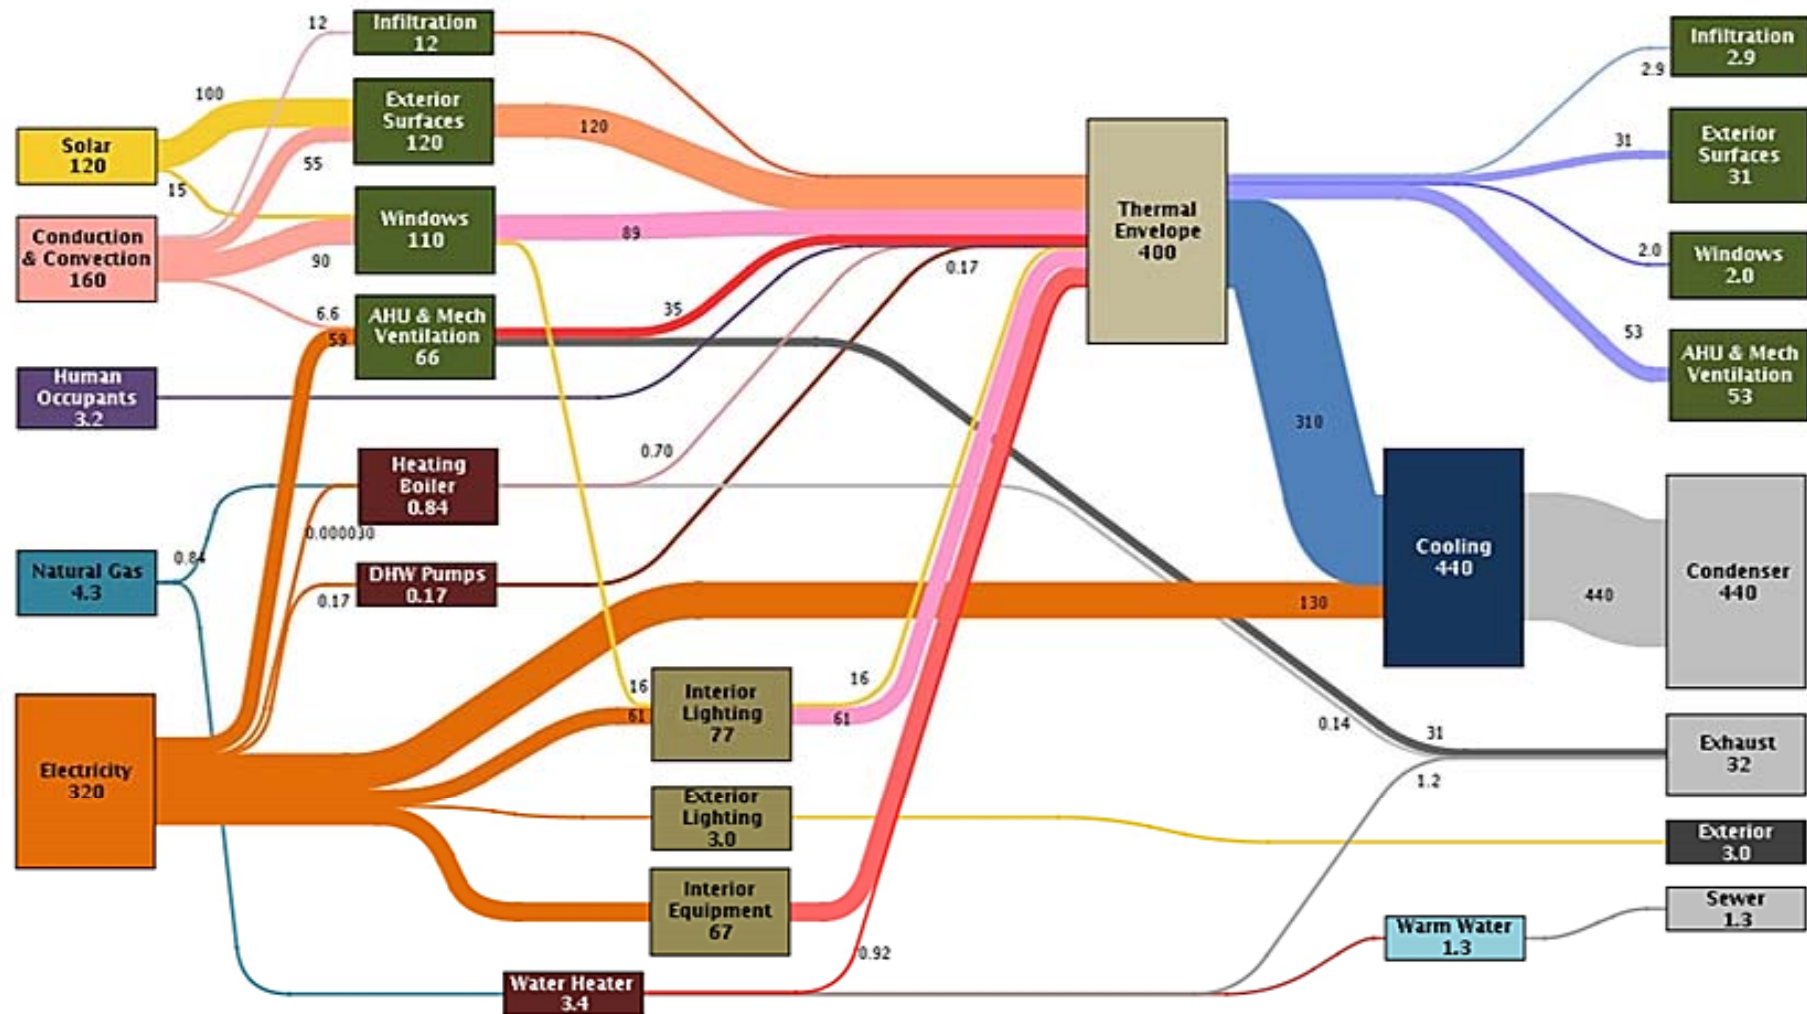 Solar
120
Conduction
& Convection
160
Human
Occupants
3.2
Natural Gas
4.3
Electricity
320
12
100
55
15
90
6.6
59
0.84
0.000030
0.17
Infiltration
12
Exterior
Surfaces
120
Windows
110
AHU & Mech
Ventilation
66
Heating
Boiler
0.84
DHW Pumps
0.17
Water Heater
3.4
120
89
35
0.70
0.17
16
61
Interior
Lighting
77
Exterior
Lighting
3.0
Interior
Equipment
67
16
61
0.92
Thermal
Envelope
400
310
130
Cooling
440
440
0.14
31
1.2
Warm Water
1.3
2.9
31
2.0
53
Infiltration
2.9
Exterior
Surfaces
31
Windows
2.0
AHU & Mech
Ventilation
53
Condenser
440
Exhaust
32
Exterior
3.0
Sewer
1.3